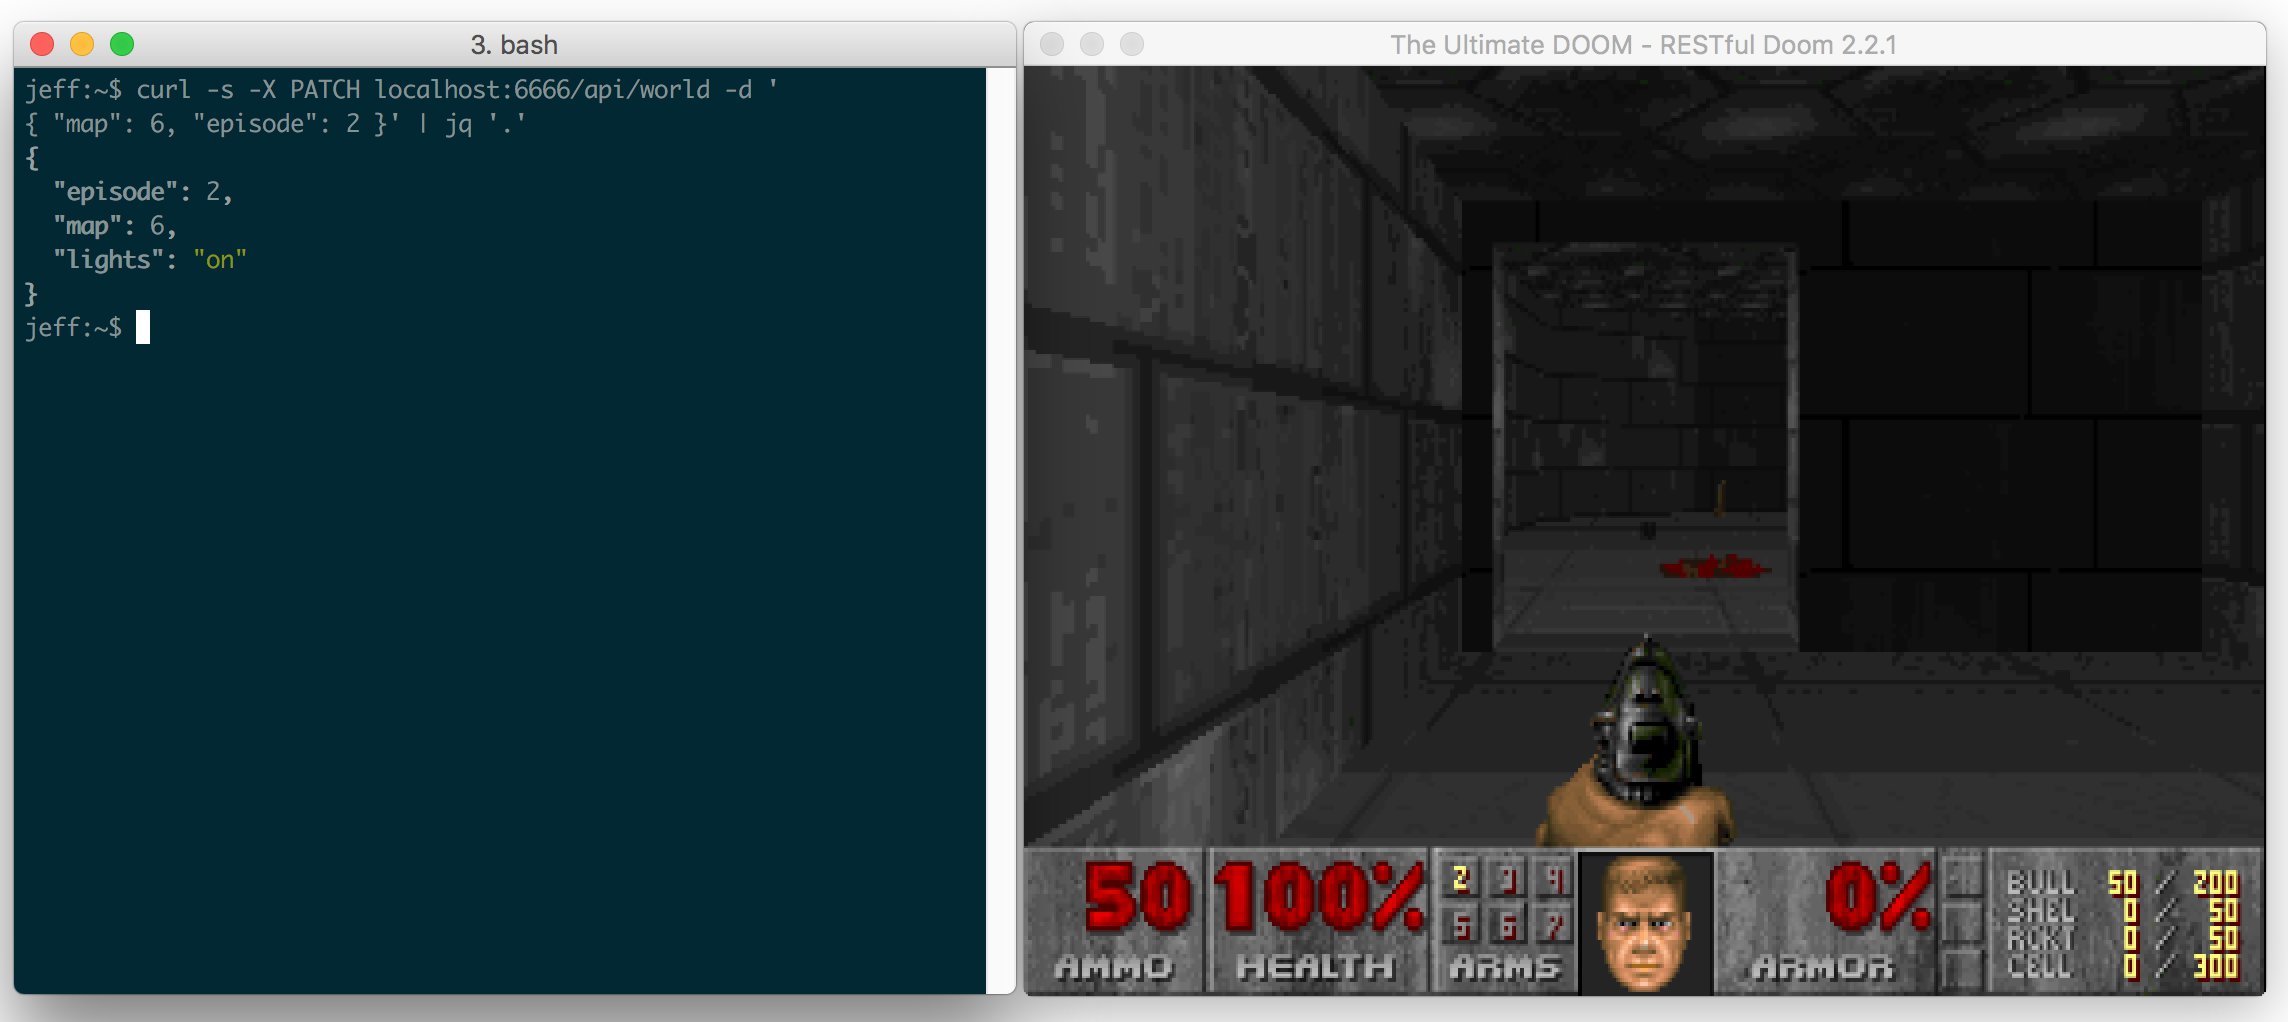 3. bash
jeff:~$ curl -s -X PATCH localhost:6666/api/world -d '
{ "map": 6, "episode": 2 }' | jq '.'
{
  "episode": 2,
  "map": 6,
  "lights": "on"
}
jeff:~$
The Ultimate DOOM - RESTful Doom 2.2.1
50 100% 0%
2 3 4
5 6 7
AMMO HEALTH ARMS ARMOR
BULL 50 / 200
SHEL 0 / 50
RCKT 0 / 50
CELL 0 / 300